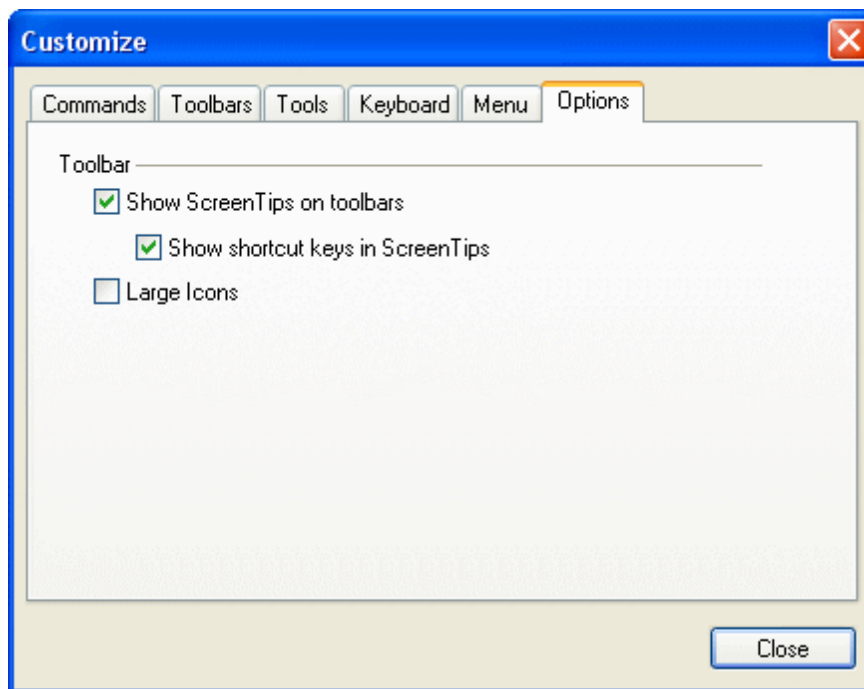 Customize
Commands Toolbars Tools Keyboard Menu Options
Toolbar
Show ScreenTips on toolbars
Show shortcut keys in ScreenTips
Large Icons
Close